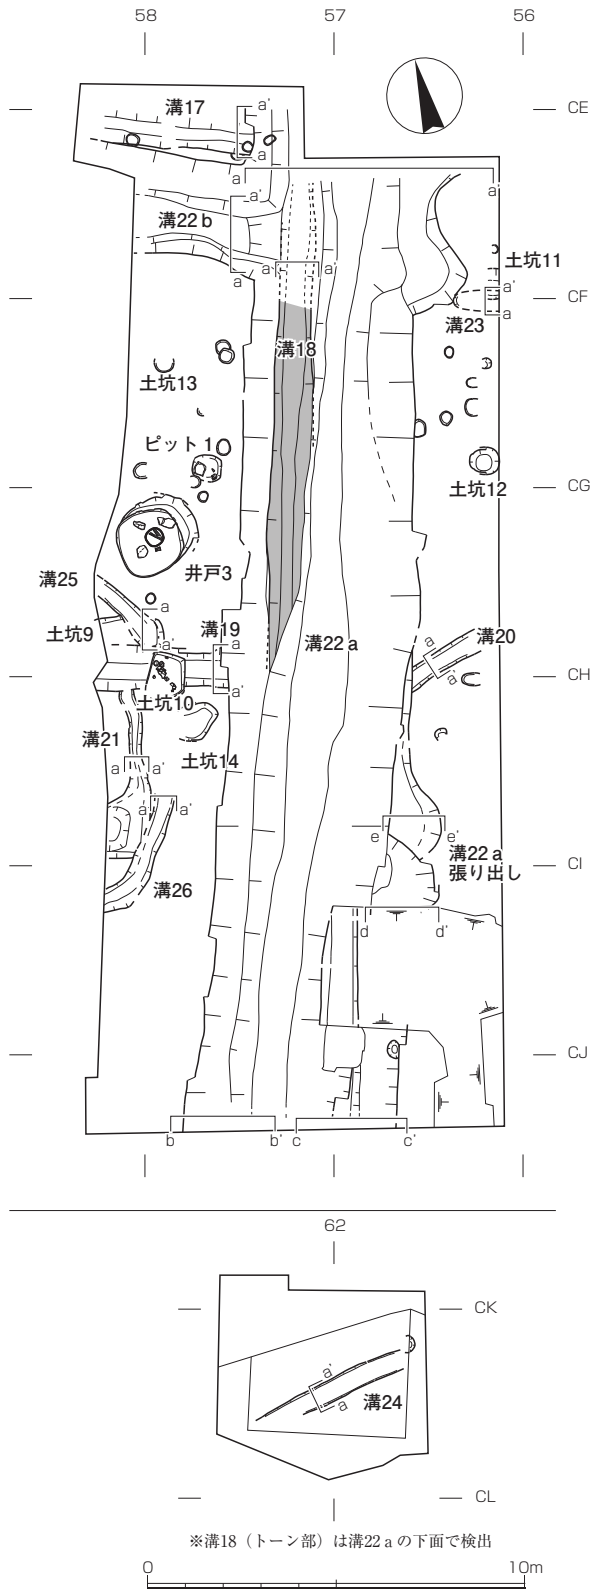 58 57 56
CE
溝17
a'
a
a a'
溝22ｂ
a'
a
a a'
土坑11
a'
a
CF
溝23
溝18
土坑13
ピット1
CG
土坑12
井戸3
溝25
a
a'
土坑9
溝19
a
a'
溝22ａ
溝20
a
a
CH
土坑10
溝21
土坑14
a a'
a a'
e e'
溝22ａ
張り出し
CI
溝26
d d'
CJ
b b' c c'
62
CK
a'
a
溝24
CL
※溝18（トーン部）は溝22ａの下面で検出
0 10m